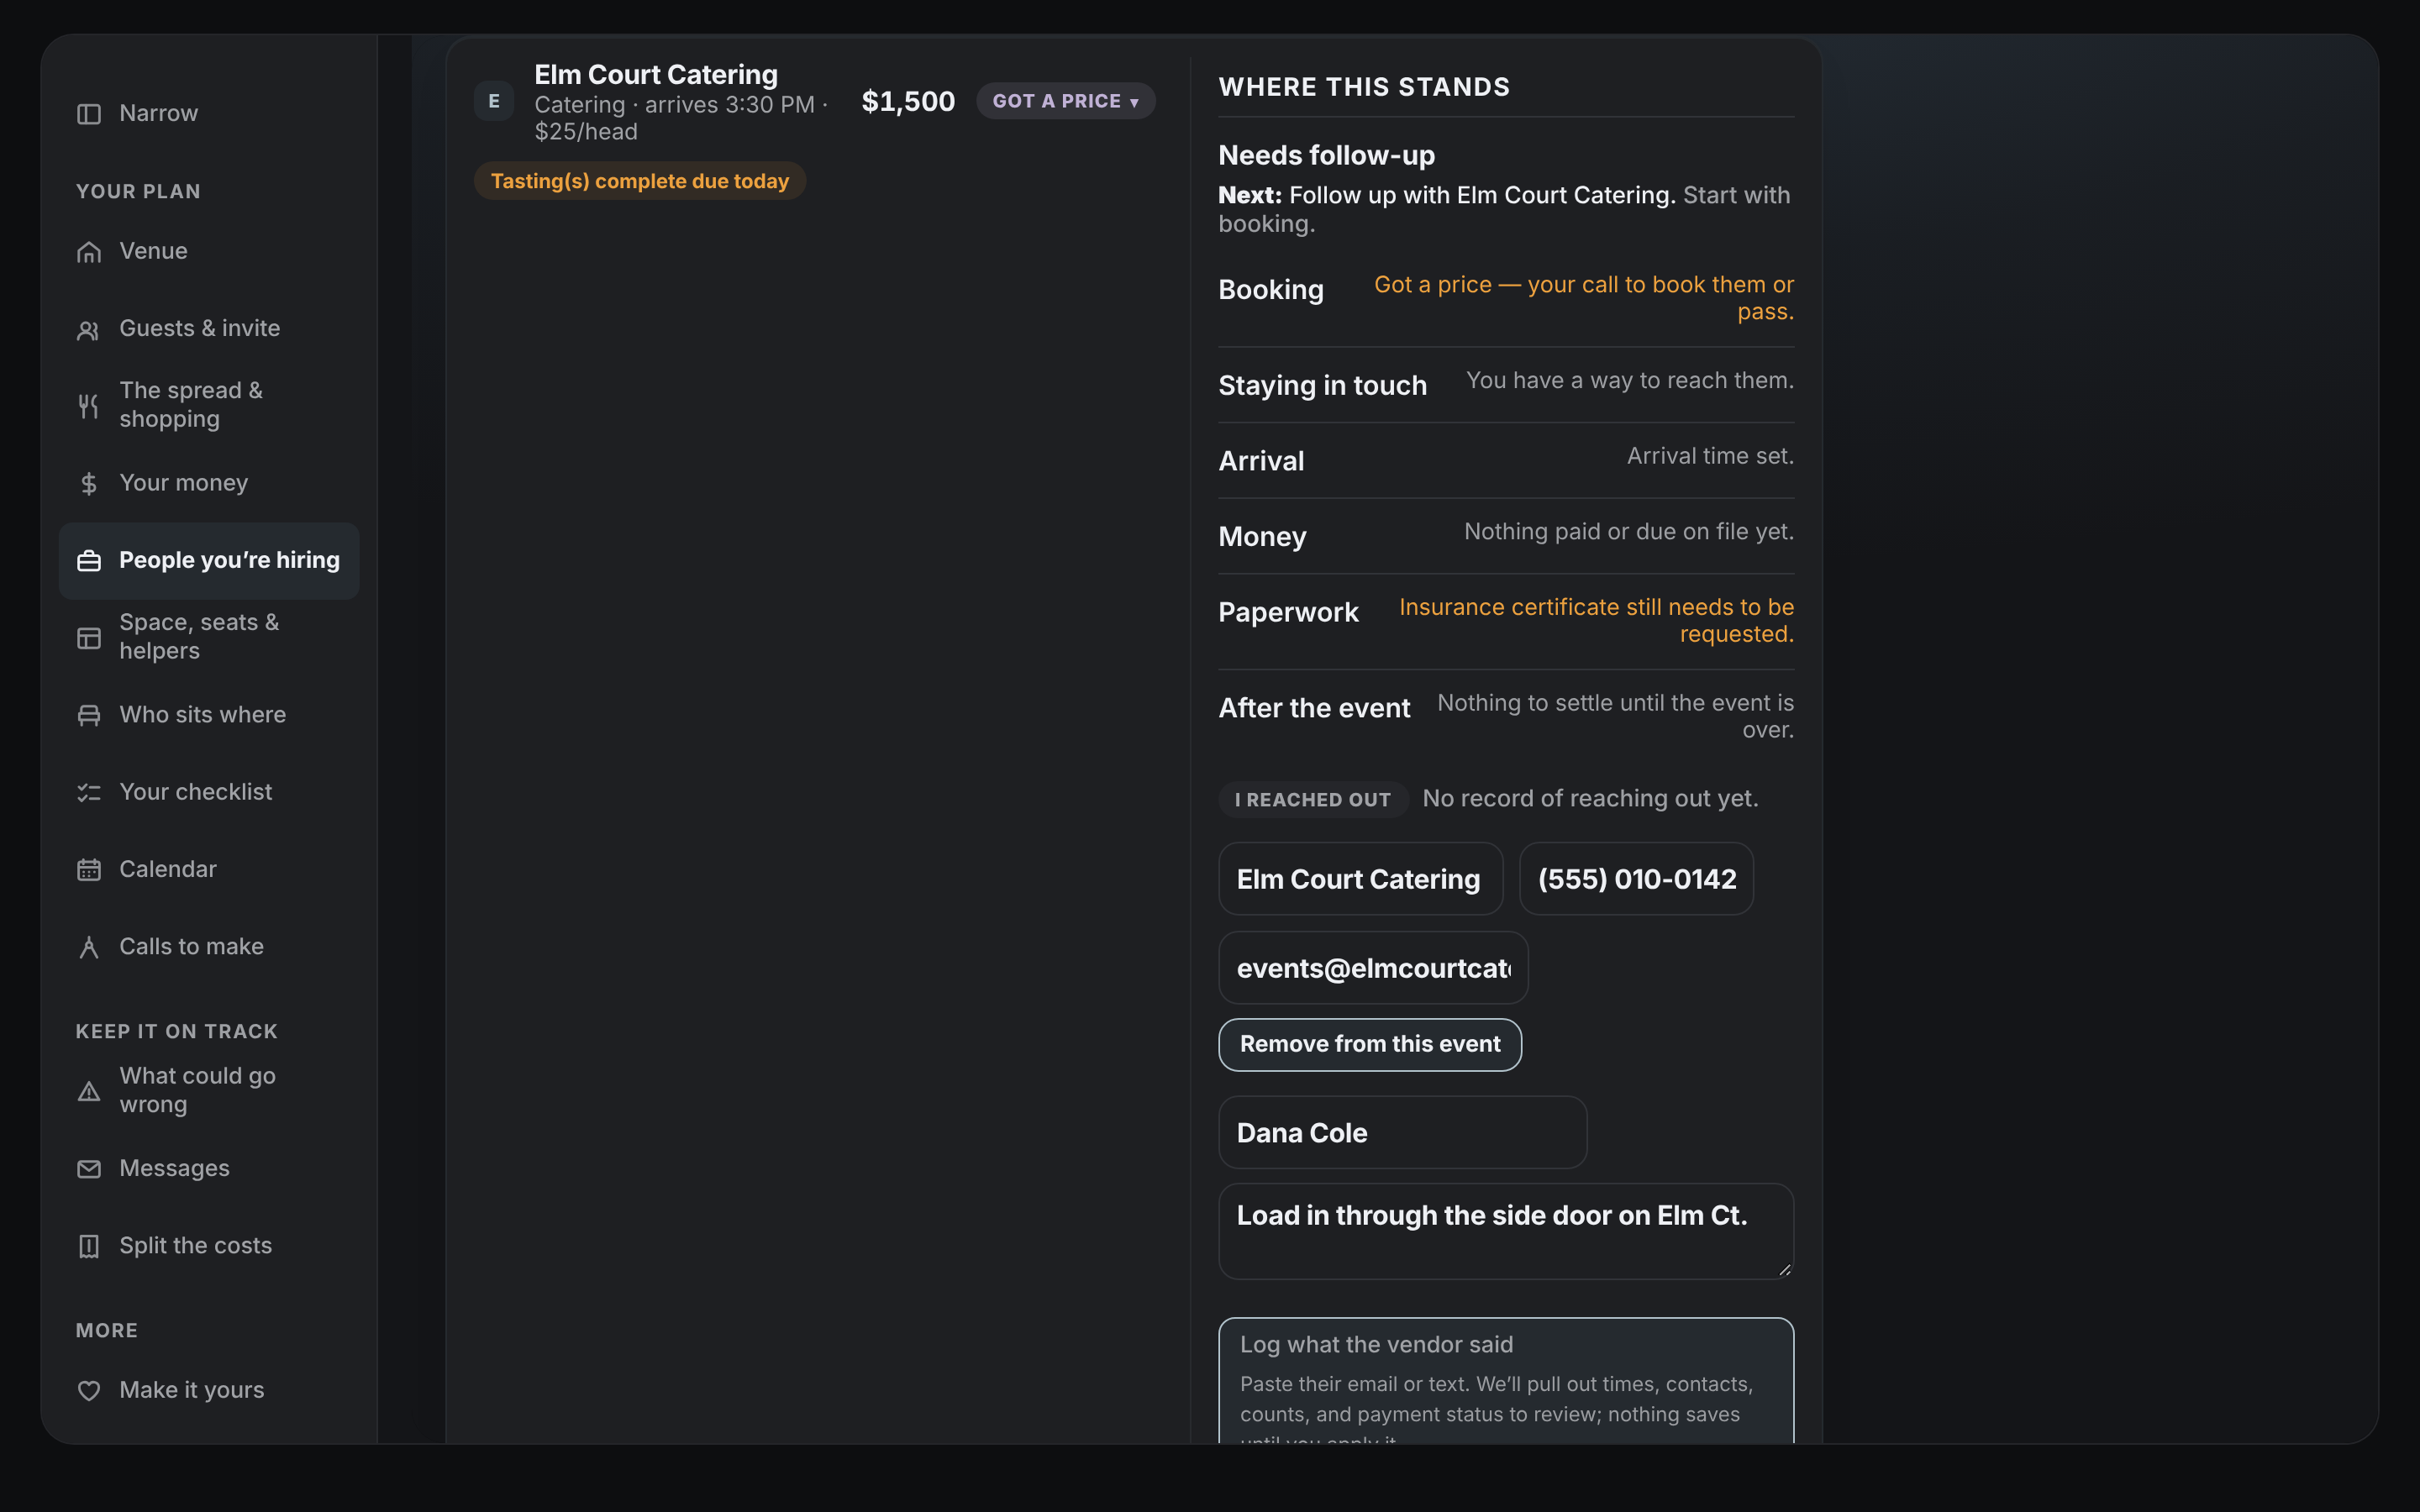 Narrow
YOUR PLAN
Venue
Guests & invite
The spread &
shopping
Your money
People you’re hiring
Space, seats &
helpers
Who sits where
Your checklist
Calendar
Calls to make
KEEP IT ON TRACK
What could go
wrong
Messages
Split the costs
MORE
Make it yours
E
Elm Court Catering
Catering · arrives 3:30 PM ·
$25/head
$1,500
GOT A PRICE ▾
Tasting(s) complete due today
WHERE THIS STANDS
Needs follow-up
Next: Follow up with Elm Court Catering. Start with
booking.
Booking
Got a price — your call to book them or
pass.
Staying in touch
You have a way to reach them.
Arrival
Arrival time set.
Money
Nothing paid or due on file yet.
Paperwork
Insurance certificate still needs to be
requested.
After the event
Nothing to settle until the event is
over.
I REACHED OUT
No record of reaching out yet.
Elm Court Catering
(555) 010-0142
events@elmcourtcat
Remove from this event
Dana Cole
Load in through the side door on Elm Ct.
Log what the vendor said
Paste their email or text. We’ll pull out times, contacts,
counts, and payment status to review; nothing saves
until you apply it.